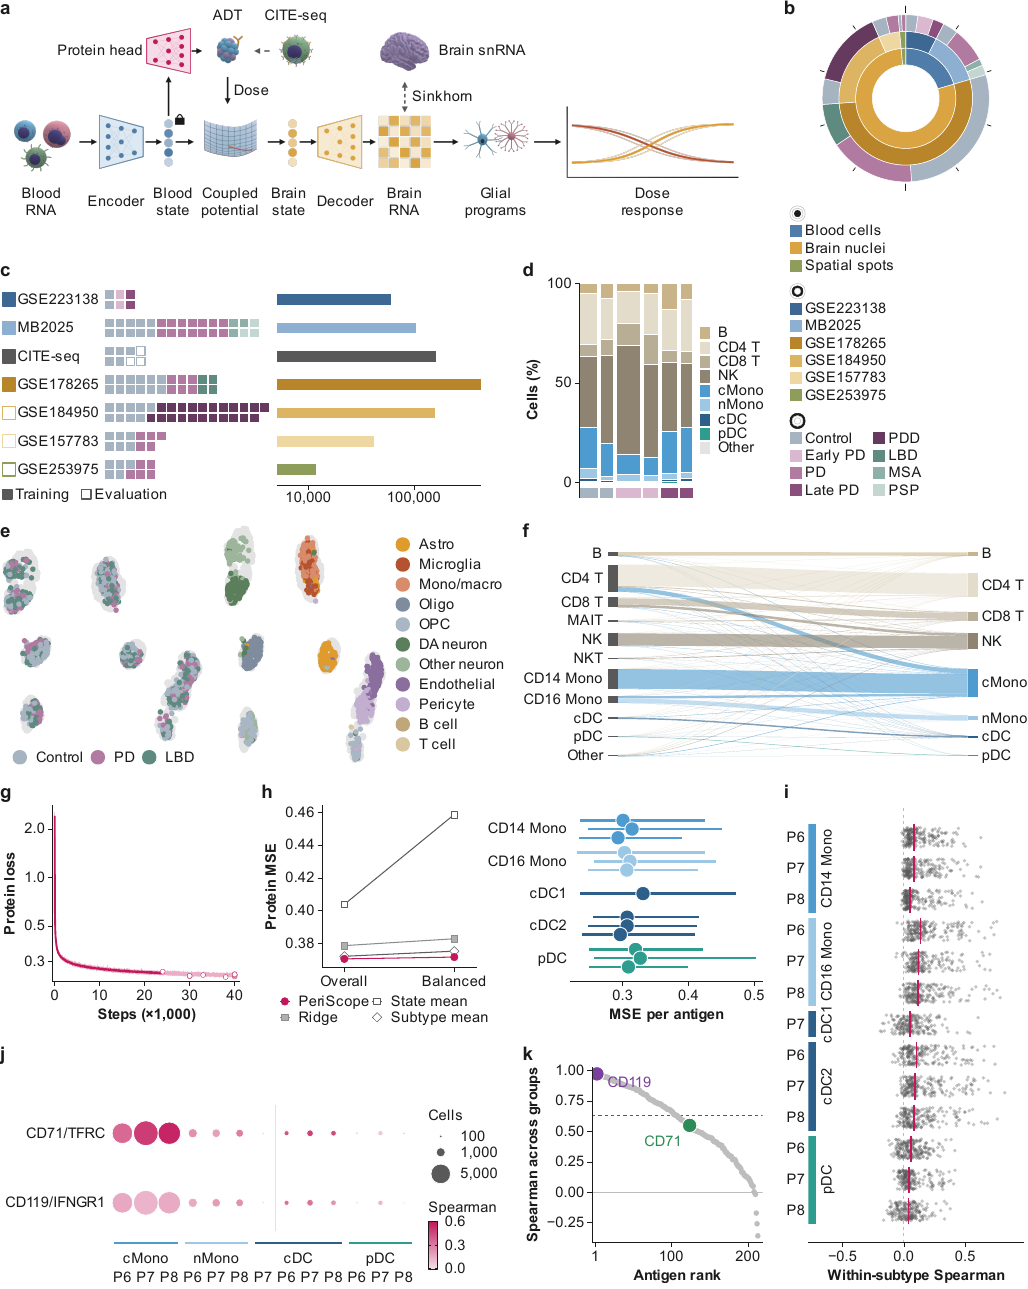 a
ADT
CITE-seq
Protein head
Brain snRNA
Dose
Sinkhorn
Blood RNA
Encoder
Blood state
Coupled potential
Brain state
Decoder
Brain RNA
Glial programs
Dose response
b
Blood cells
Brain nuclei
Spatial spots
GSE223138
MB2025
GSE178265
GSE184950
GSE157783
GSE253975
Control
Early PD
PD
Late PD
PDD
LBD
MSA
PSP
c
GSE223138
MB2025
CITE-seq
GSE178265
GSE184950
GSE157783
GSE253975
Training
Evaluation
10,000
100,000
d
100
50
0
Cells (%)
B
CD4 T
CD8 T
NK
cMono
nMono
cDC
pDC
Other
e
Astro
Microglia
Mono/macro
Oligo
OPC
DA neuron
Other neuron
Endothelial
Pericyte
B cell
T cell
Control
PD
LBD
f
B
CD4 T
CD8 T
MAIT
NK
NKT
CD14 Mono
CD16 Mono
cDC
pDC
Other
B
CD4 T
CD8 T
NK
cMono
nMono
cDC
pDC
g
Protein loss
2.0
1.0
0.5
0.3
0 10 20 30 40
Steps (×1,000)
h
Protein MSE
0.46
0.44
0.42
0.40
0.38
Overall
Balanced
PeriScope
State mean
Ridge
Subtype mean
CD14 Mono
CD16 Mono
cDC1
cDC2
pDC
0.3 0.4 0.5
MSE per antigen
i
P6
P7
P8
CD14 Mono
P6
P7
P8
CD16 Mono
P7
cDC1
P6
P7
P8
cDC2
P6
P7
P8
pDC
−0.5 0.0 0.5
Within-subtype Spearman
j
CD71/TFRC
CD119/IFNGR1
cMono
nMono
cDC
pDC
P6 P7 P8 P6 P7 P8 P7 P6 P7 P8 P6 P7 P8
Cells
100
1,000
5,000
Spearman
0.6
0.3
0.0
k
Spearman across groups
1.00
0.75
0.50
0.25
0.00
−0.25
CD119
CD71
1 100 200
Antigen rank